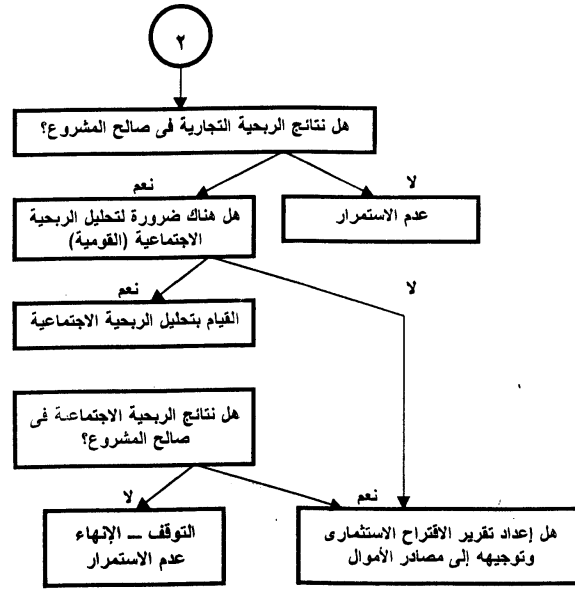 ٢
هل نتائج الربحية التجارية فى صالح المشروع؟
نعم
لا
هل هناك ضرورة لتحليل الربحية
الاجتماعية (القومية)
عدم الاستمرار
نعم
لا
القيام بتحليل الربحية الاجتماعية
هل نتائج الربحية الاجتماعية فى
صالح المشروع؟
لا
نعم
التوقف – الإنهاء
عدم الاستمرار
هل إعداد تقرير الاقتراح الاستثمارى
وتوجيهه إلى مصادر الأموال